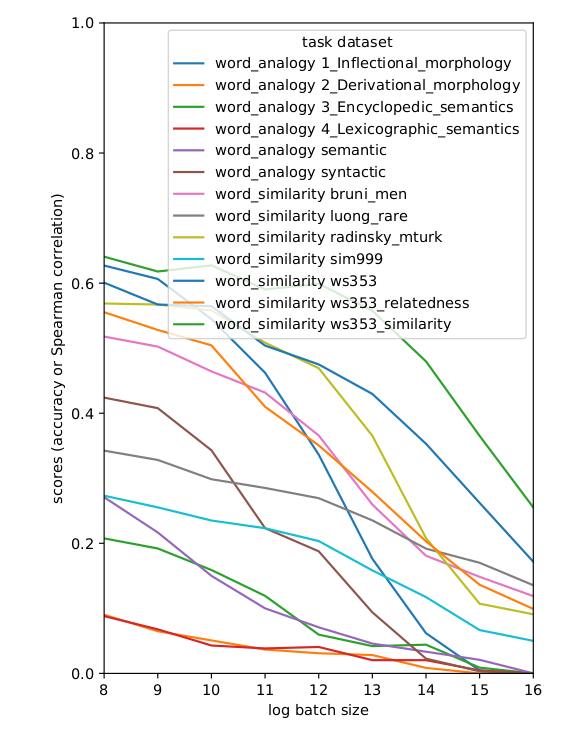 1.0
0.8
0.6
0.4
0.2
0.0
scores (accuracy or Spearman correlation)
task dataset
word_analogy 1_Inflectional_morphology
word_analogy 2_Derivational_morphology
word_analogy 3_Encyclopedic_semantics
word_analogy 4_Lexicographic_semantics
word_analogy semantic
word_analogy syntactic
word_similarity bruni_men
word_similarity luong_rare
word_similarity radinsky_mturk
word_similarity sim999
word_similarity ws353
word_similarity ws353_relatedness
word_similarity ws353_similarity
8 9 10 11 12 13 14 15 16
log batch size